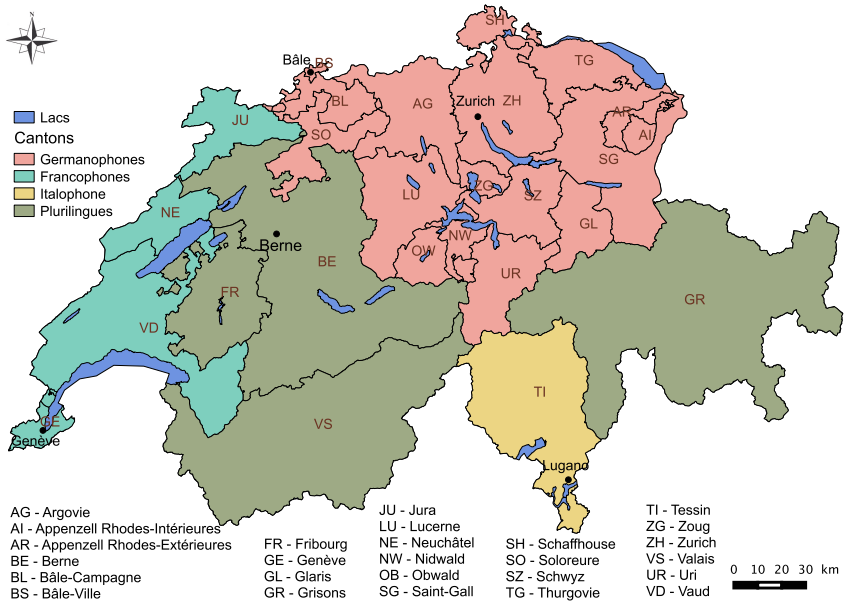 SH
Bâle
BS
TG
BL
AG
Zurich
ZH
AR
JU
SO
AI
Lacs
Cantons
Germanophones
Francophones
Italophone
Plurilingues
SG
LU
ZG
SZ
NE
GL
Berne
NW
OW
BE
UR
FR
GR
VD
TI
VS
GE
Genève
Lugano
AG - Argovie
AI - Appenzell Rhodes-Intérieures
AR - Appenzell Rhodes-Extérieures
BE - Berne
BL - Bâle-Campagne
BS - Bâle-Ville
FR - Fribourg
GE - Genève
GL - Glaris
GR - Grisons
JU - Jura
LU - Lucerne
NE - Neuchâtel
NW - Nidwald
OB - Obwald
SG - Saint-Gall
SH - Schaffhouse
SO - Soloreure
SZ - Schwyz
TG - Thurgovie
TI - Tessin
ZG - Zoug
ZH - Zurich
VS - Valais
UR - Uri
VD - Vaud
0 10 20 30 km